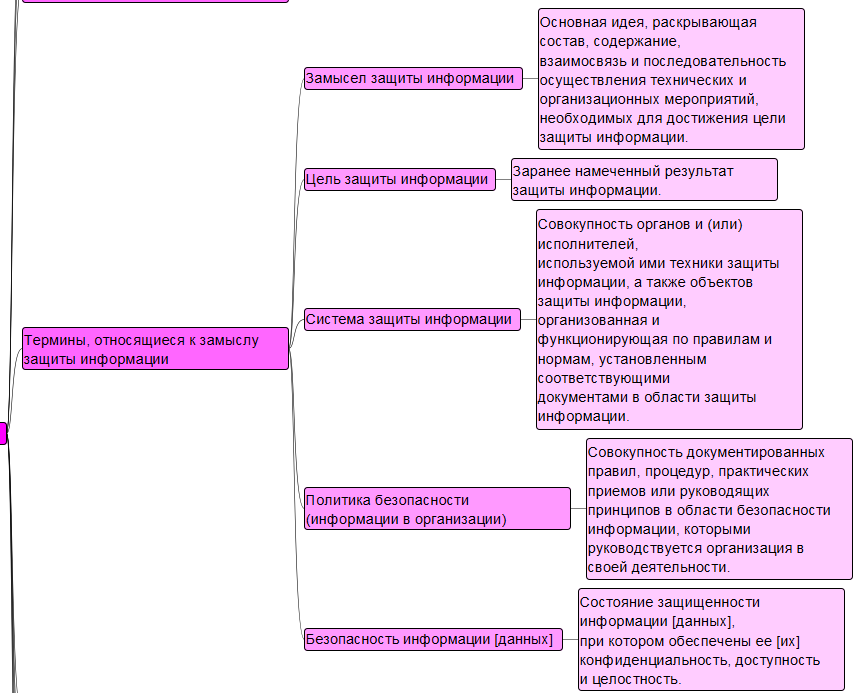 Термины, относящиеся к замыслу
защиты информации
Замысел защиты информации
Основная идея, раскрывающая
состав, содержание,
взаимосвязь и последовательность
осуществления технических и
организационных мероприятий,
необходимых для достижения цели
защиты информации.
Цель защиты информации
Заранее намеченный результат
защиты информации.
Система защиты информации
Совокупность органов и (или)
исполнителей,
используемой ими техники защиты
информации, а также объектов
защиты информации,
организованная и
функционирующая по правилам и
нормам, установленным
соответствующими
документами в области защиты
информации.
Политика безопасности
(информации в организации)
Совокупность документированных
правил, процедур, практических
приемов или руководящих
принципов в области безопасности
информации, которыми
руководствуется организация в
своей деятельности.
Безопасность информации [данных]
Состояние защищенности
информации [данных],
при котором обеспечены ее [их]
конфиденциальность, доступность
и целостность.